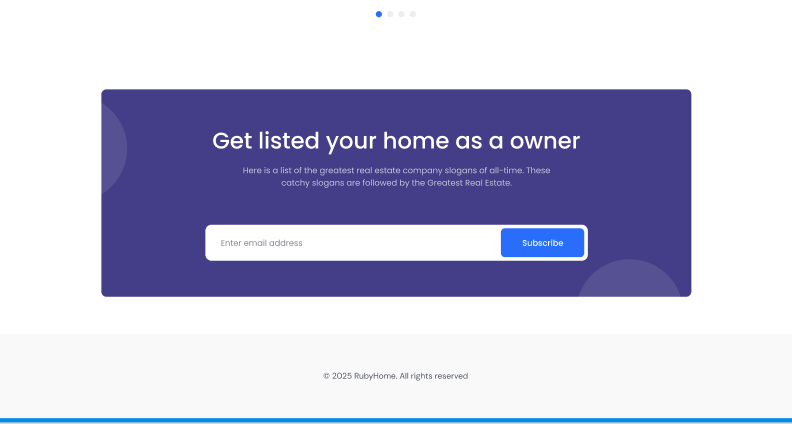 Get listed your home as a owner
Here is a list of the greatest real estate company slogans of all-time. These
catchy slogans are followed by the Greatest Real Estate.
Enter email address
Subscribe
© 2025 RubyHome. All rights reserved